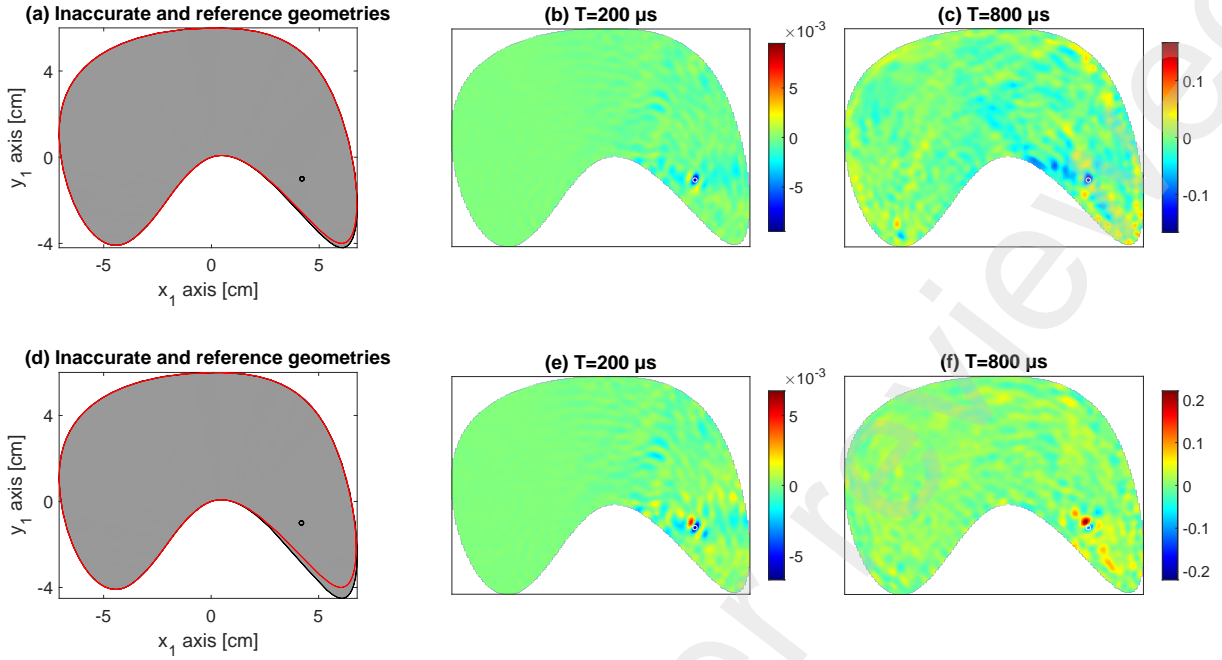 (a) Inaccurate and reference geometries
4
0
-4
y1 axis [cm]
-5
0
5
x1 axis [cm]
(b) T=200 µs
×10-3
5
0
-5
(c) T=800 µs
0.1
0
-0.1
(d) Inaccurate and reference geometries
4
0
-4
y1 axis [cm]
-5
0
5
x1 axis [cm]
(e) T=200 µs
×10-3
5
0
-5
(f) T=800 µs
0.2
0.1
0
-0.1
-0.2
er reviewe